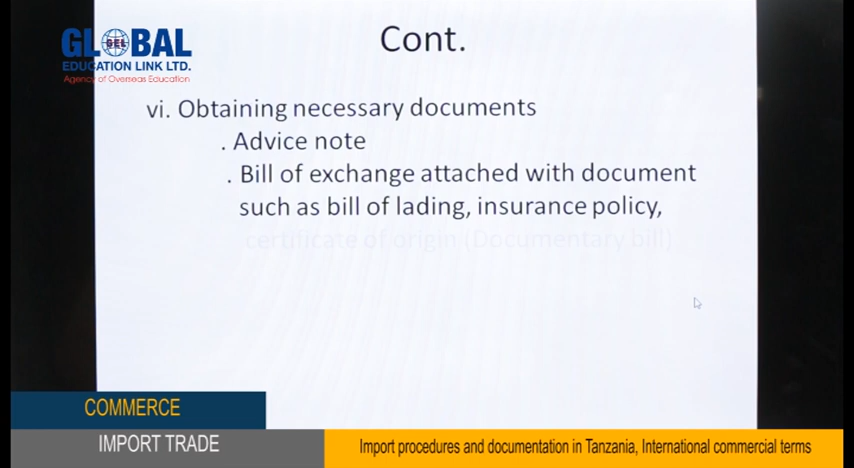 GLOBAL
GEL
EDUCATION LINK LTD.
Agency of Overseas Education
Cont.
vi. Obtaining necessary documents
. Advice note
. Bill of exchange attached with document
such as bill of lading, insurance policy,
certificate of origin (Documentary bill)
COMMERCE
IMPORT TRADE
Import procedures and documentation in Tanzania, International commercial terms